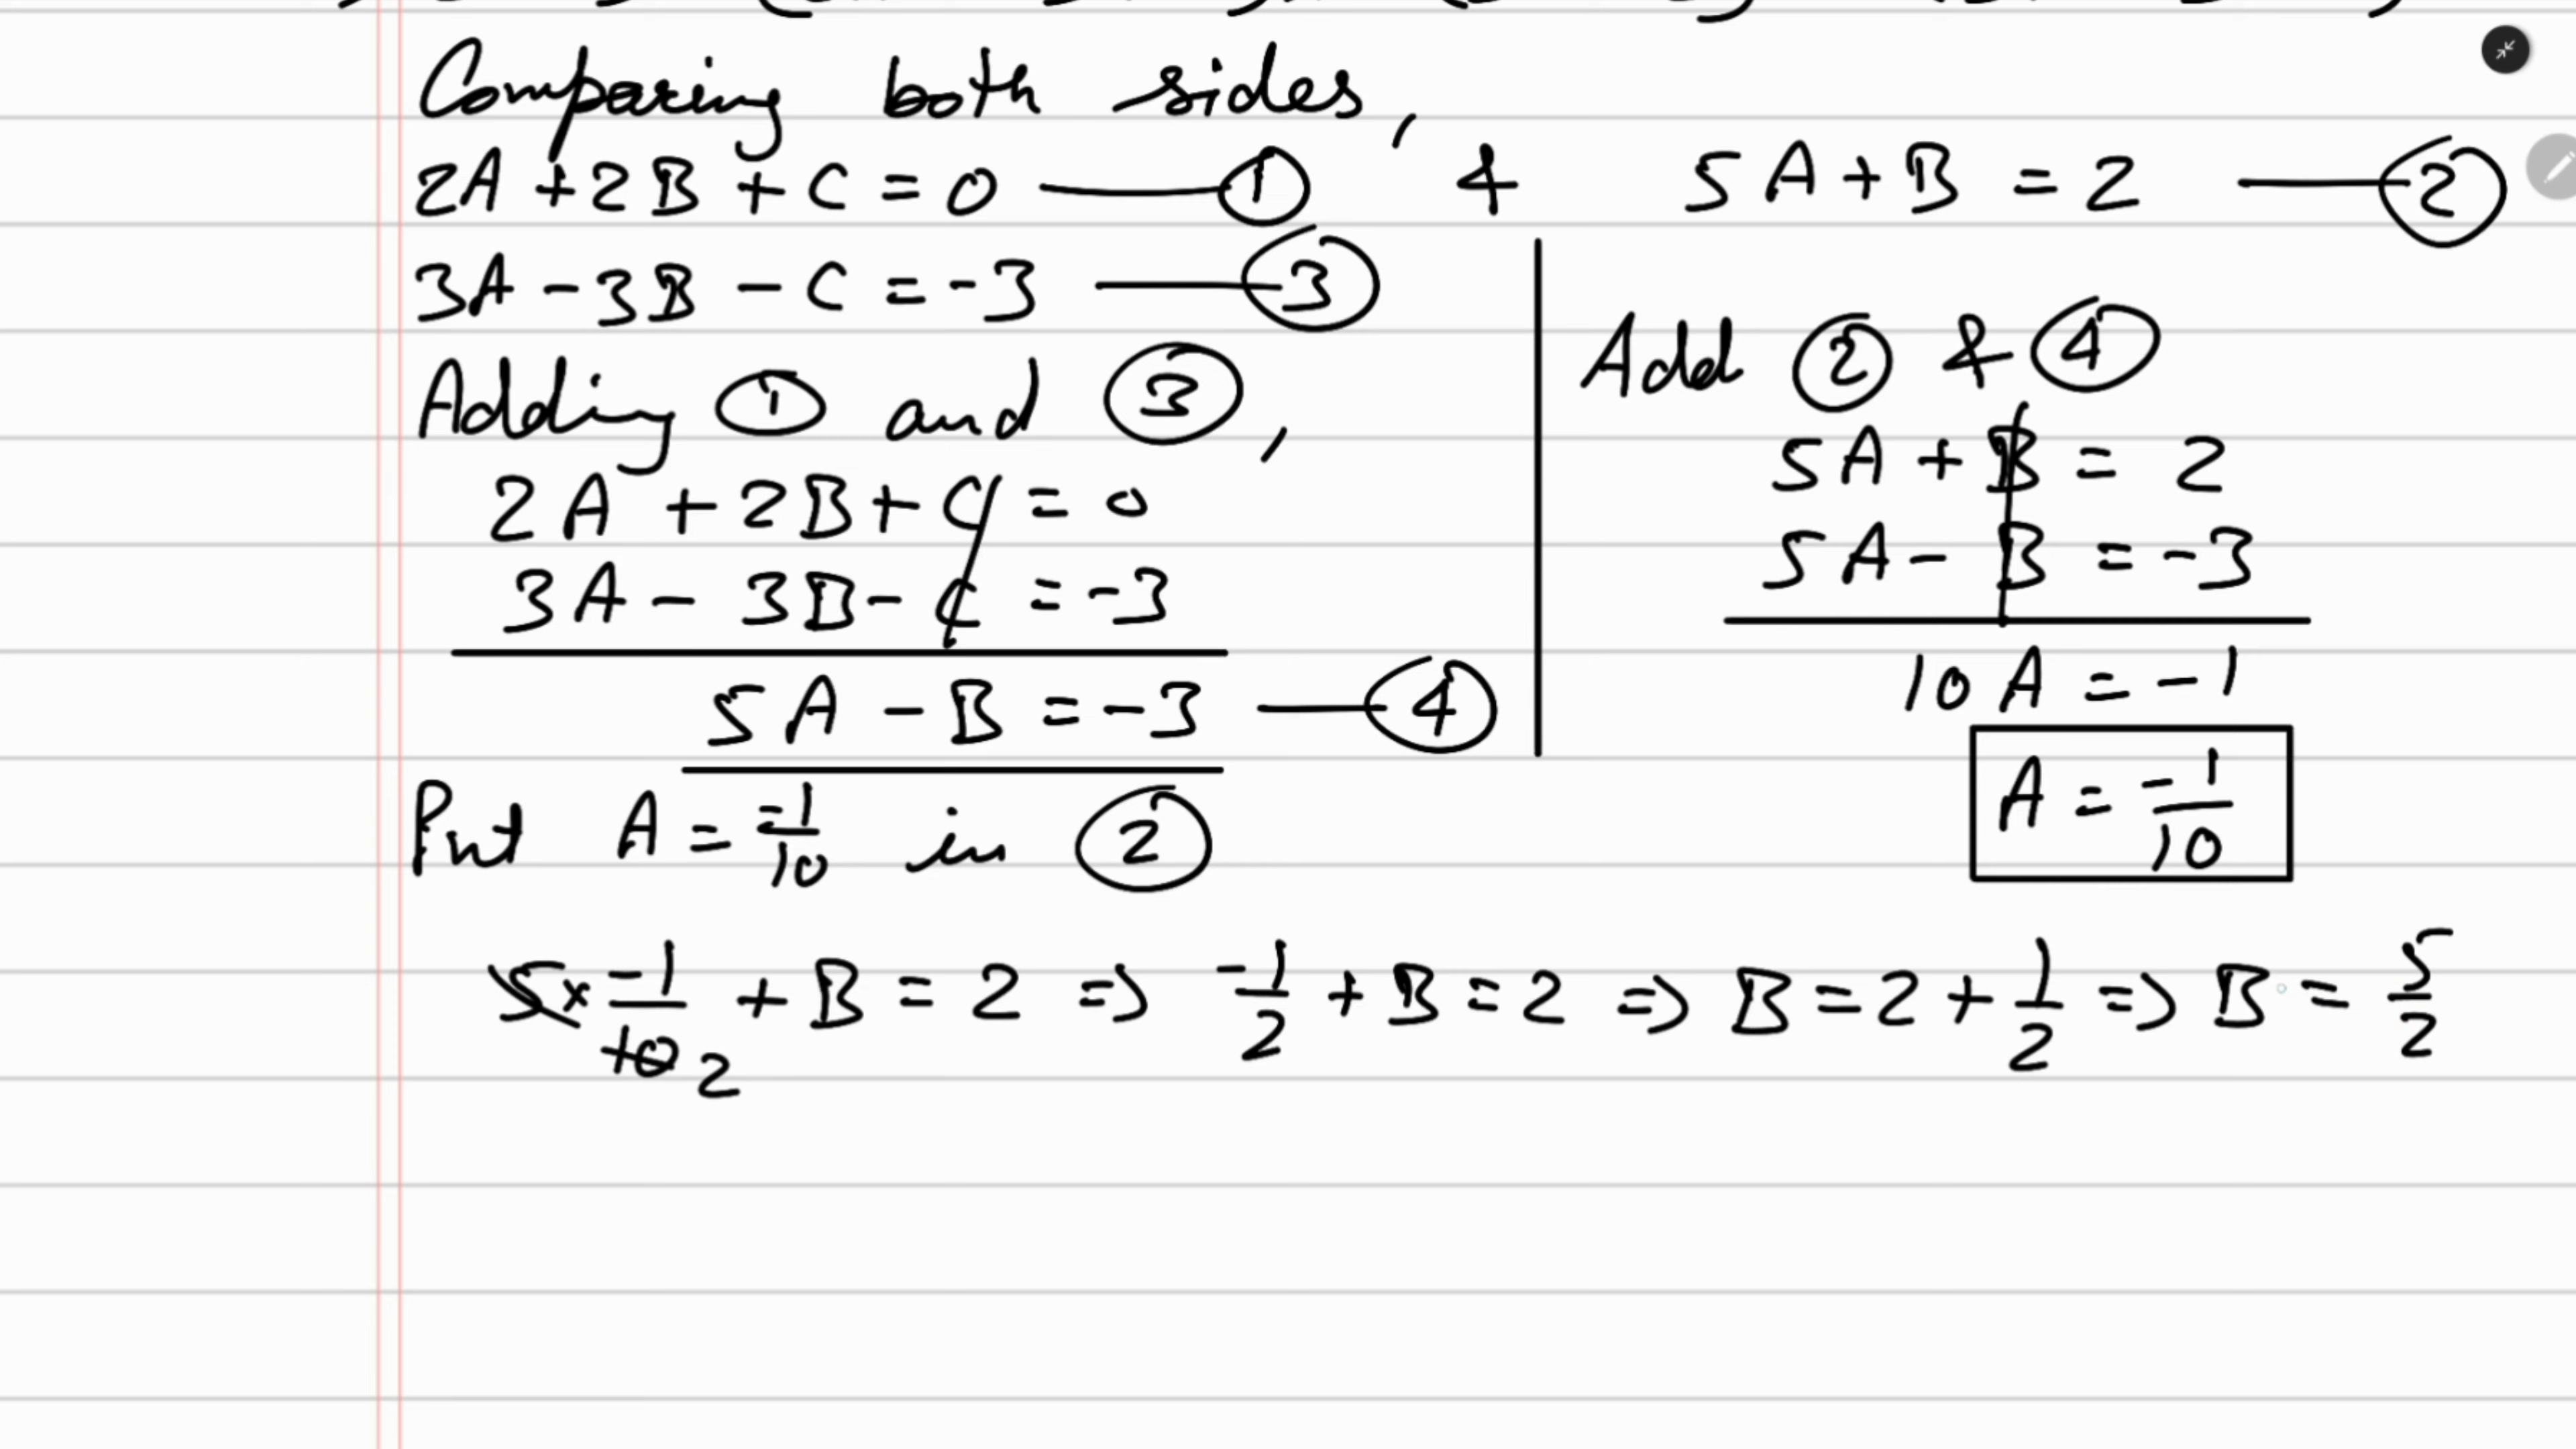 Comparing both sides,
2A + 2B + C = 0 —— ① & 5A + B = 2 —— ②
3A - 3B - C = -3 —— ③
Adding ① and ③,
2A + 2B + C = 0
3A - 3B - C = -3
5A - B = -3 —— ④
Add ② & ④
5A + B = 2
5A - B = -3
10A = -1
A = -1/10
Put A = -1/10 in ②
5 × -1/10 2 + B = 2 => -1/2 + B = 2 => B = 2 + 1/2 => B = 5/2